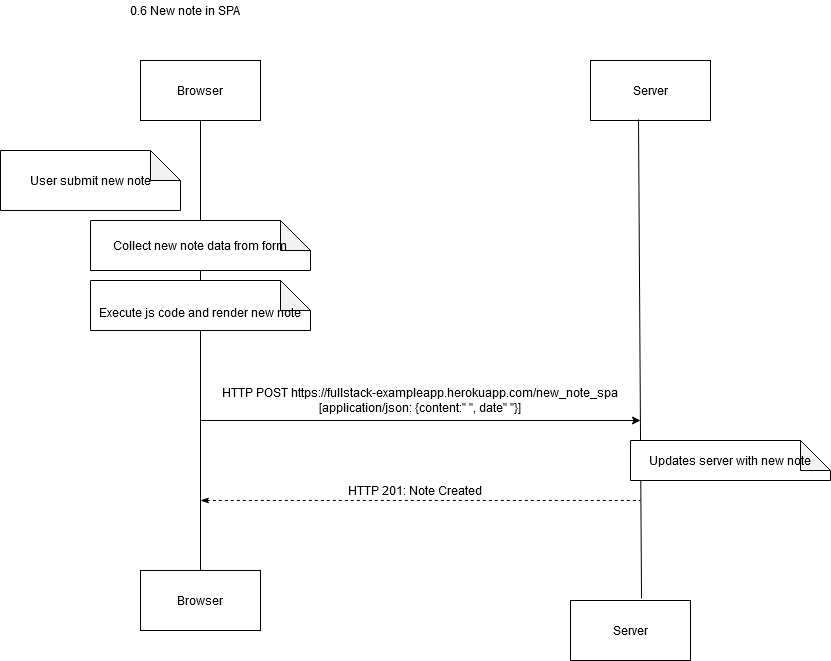 0.6 New note in SPA
Browser
Server
User submit new note
Collect new note data from form
Execute js code and render new note
HTTP POST https://fullstack-exampleapp.herokuapp.com/new_note_spa
[application/json: {content:" ", date" "}]
Updates server with new note
HTTP 201: Note Created
Browser
Server